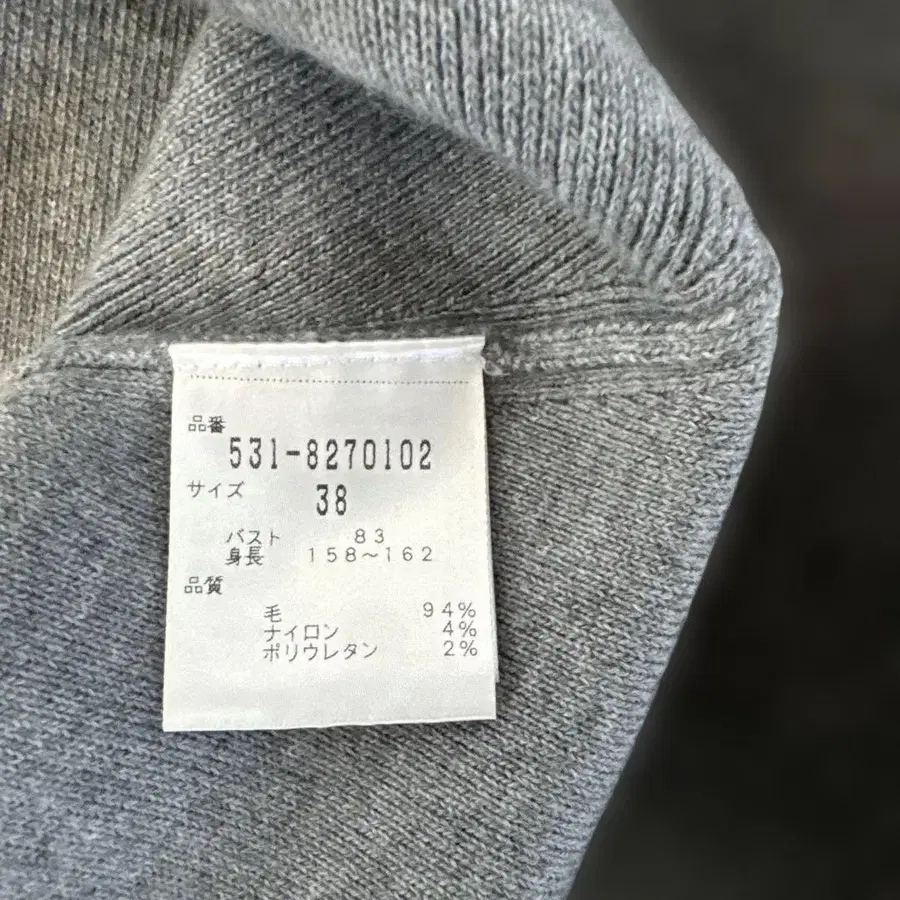 品番
531-8270102
サイズ
38
バスト 83
身長 158～162
品質
毛 94%
ナイロン 4%
ポリウレタン 2%